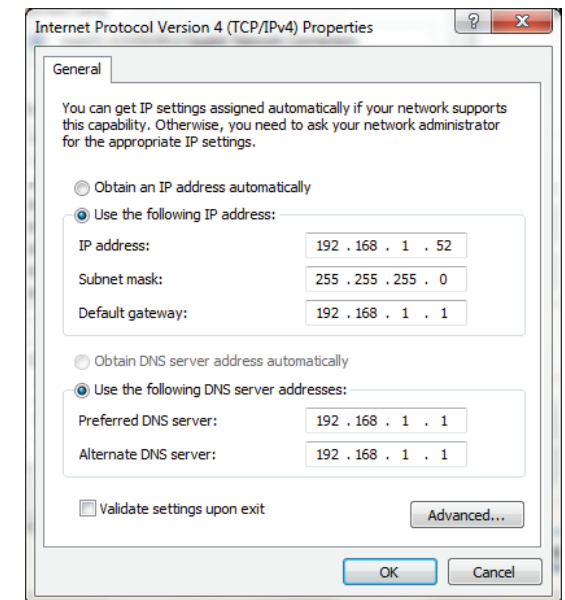 Internet Protocol Version 4 (TCP/IPv4) Properties
General
You can get IP settings assigned automatically if your network supports
this capability. Otherwise, you need to ask your network administrator
for the appropriate IP settings.
Obtain an IP address automatically
Use the following IP address:
IP address: 192 . 168 . 1 . 52
Subnet mask: 255 . 255 . 255 . 0
Default gateway: 192 . 168 . 1 . 1
Obtain DNS server address automatically
Use the following DNS server addresses:
Preferred DNS server: 192 . 168 . 1 . 1
Alternate DNS server: 192 . 168 . 1 . 1
Validate settings upon exit
Advanced...
OK Cancel